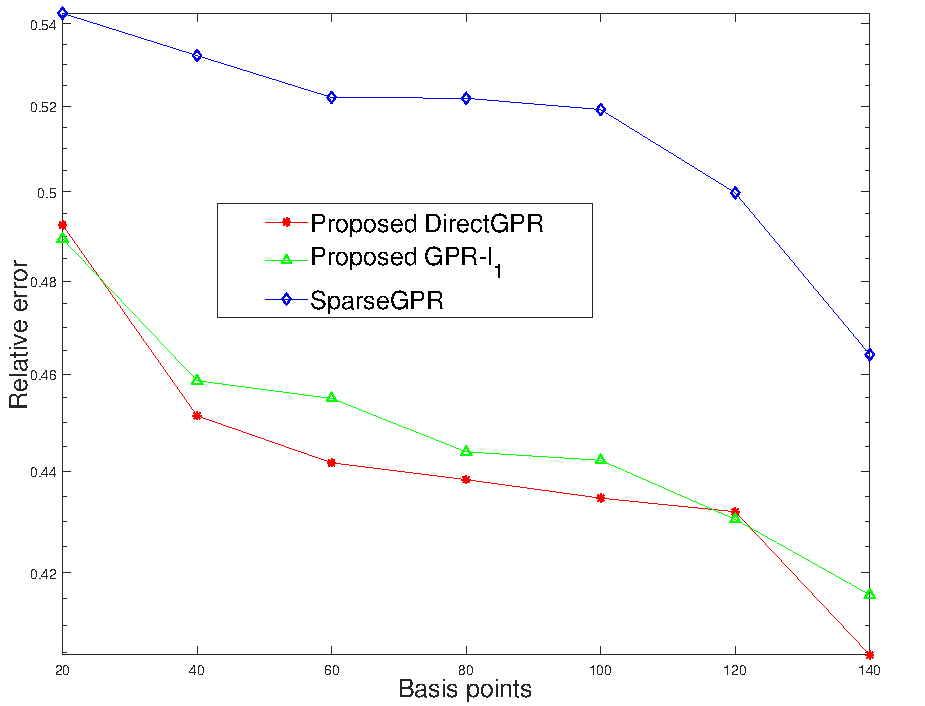 0.54
0.52
0.5
0.48
0.46
0.44
0.42
Relative error
Proposed DirectGPR
Proposed GPR-l1
SparseGPR
20 40 60 80 100 120 140
Basis points